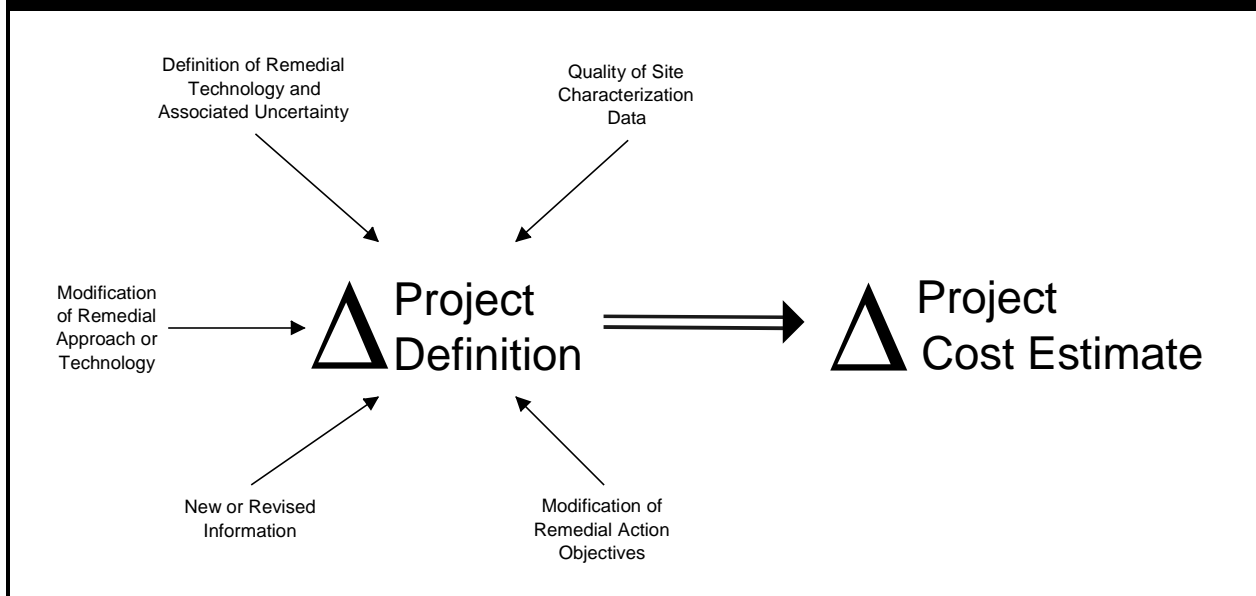 Definition of Remedial
Technology and
Associated Uncertainty
Quality of Site
Characterization
Data
Modification
of Remedial
Approach or
Technology
Δ Project
Definition
Δ Project
Cost Estimate
New or Revised
Information
Modification of
Remedial Action
Objectives